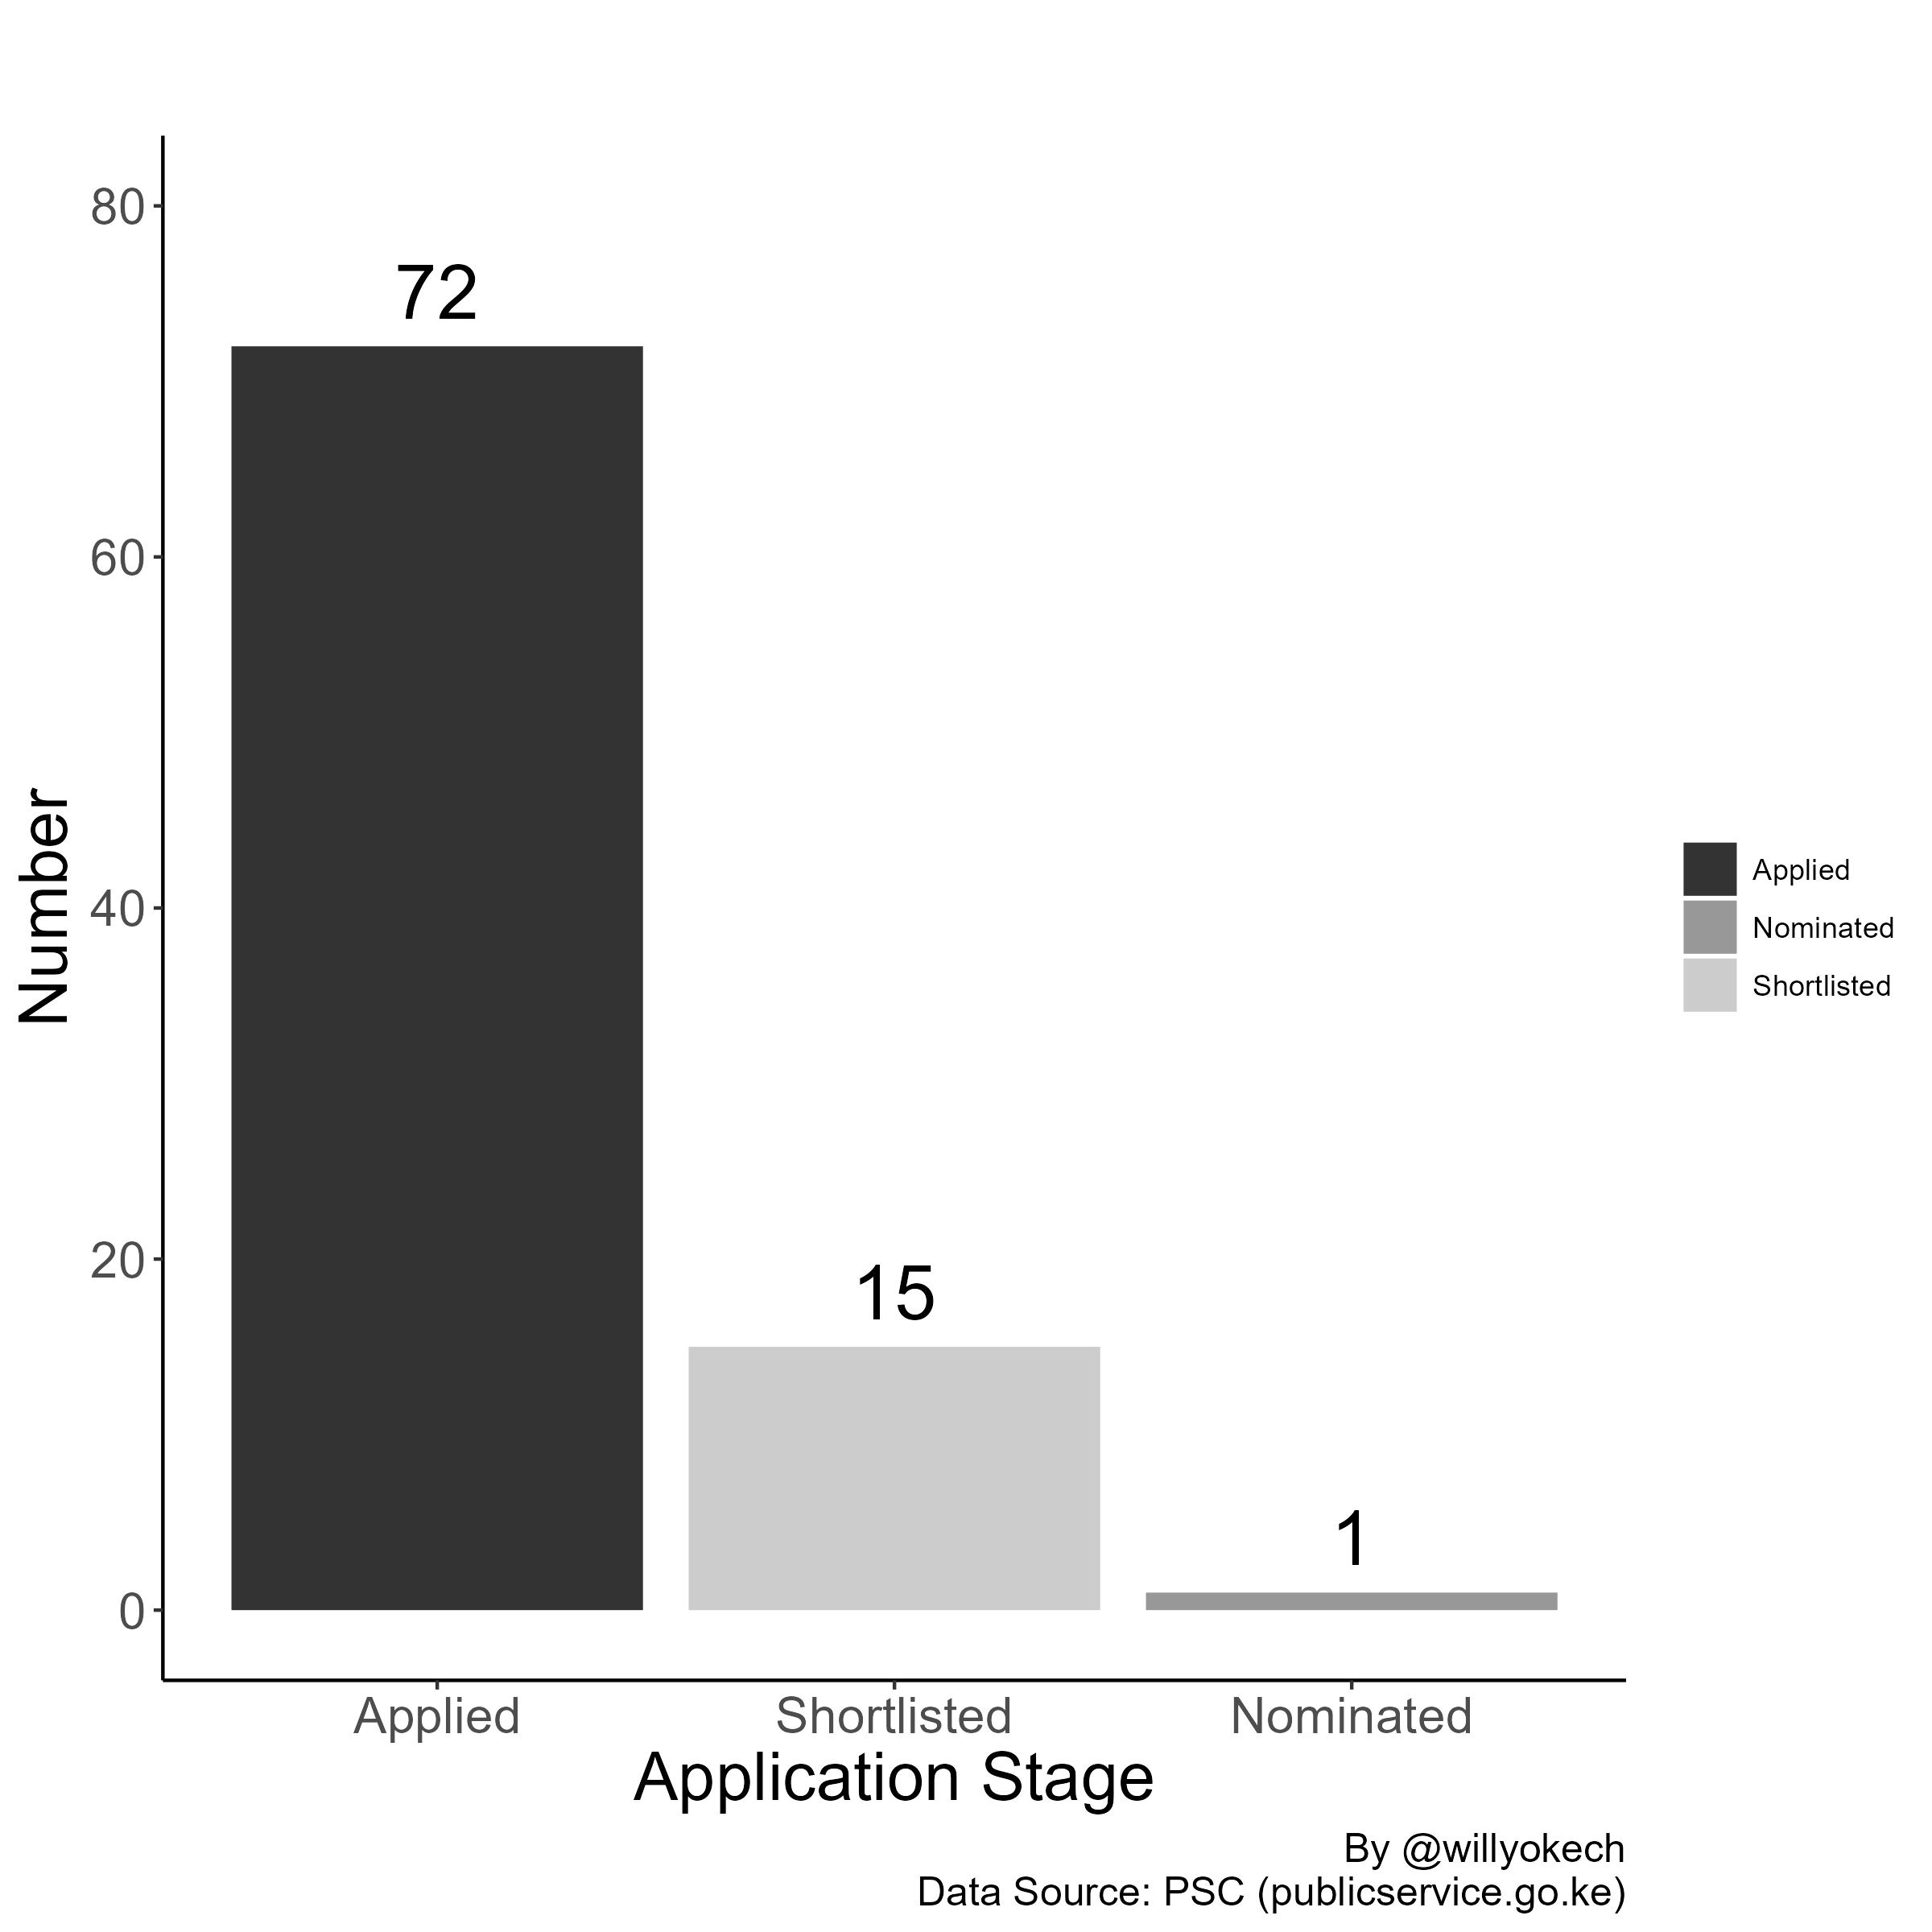 80
60
40
20
0
Number
72
15
1
Applied
Shortlisted
Nominated
Application Stage
Applied
Nominated
Shortlisted
By @willyokech
Data Source: PSC (publicservice.go.ke)